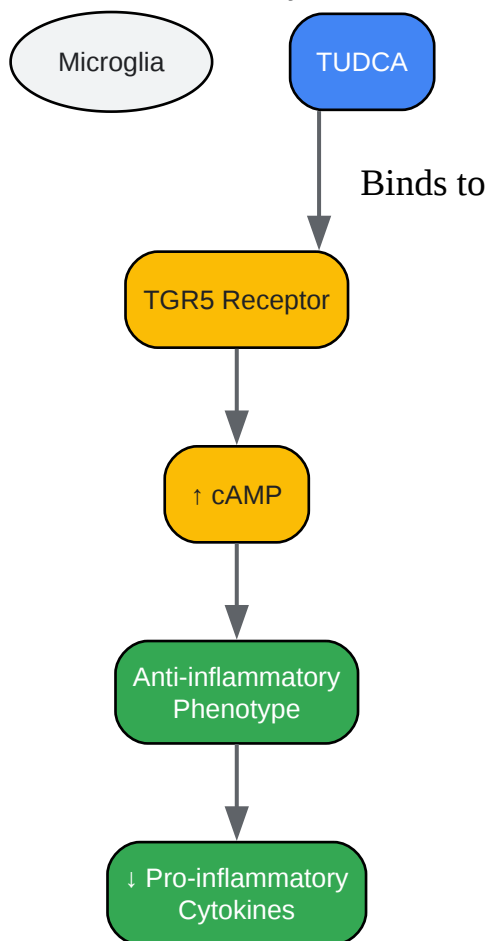 Microglia
TUDCA
Binds to
TGR5 Receptor
↑ cAMP
Anti-inflammatory
Phenotype
↓ Pro-inflammatory
Cytokines